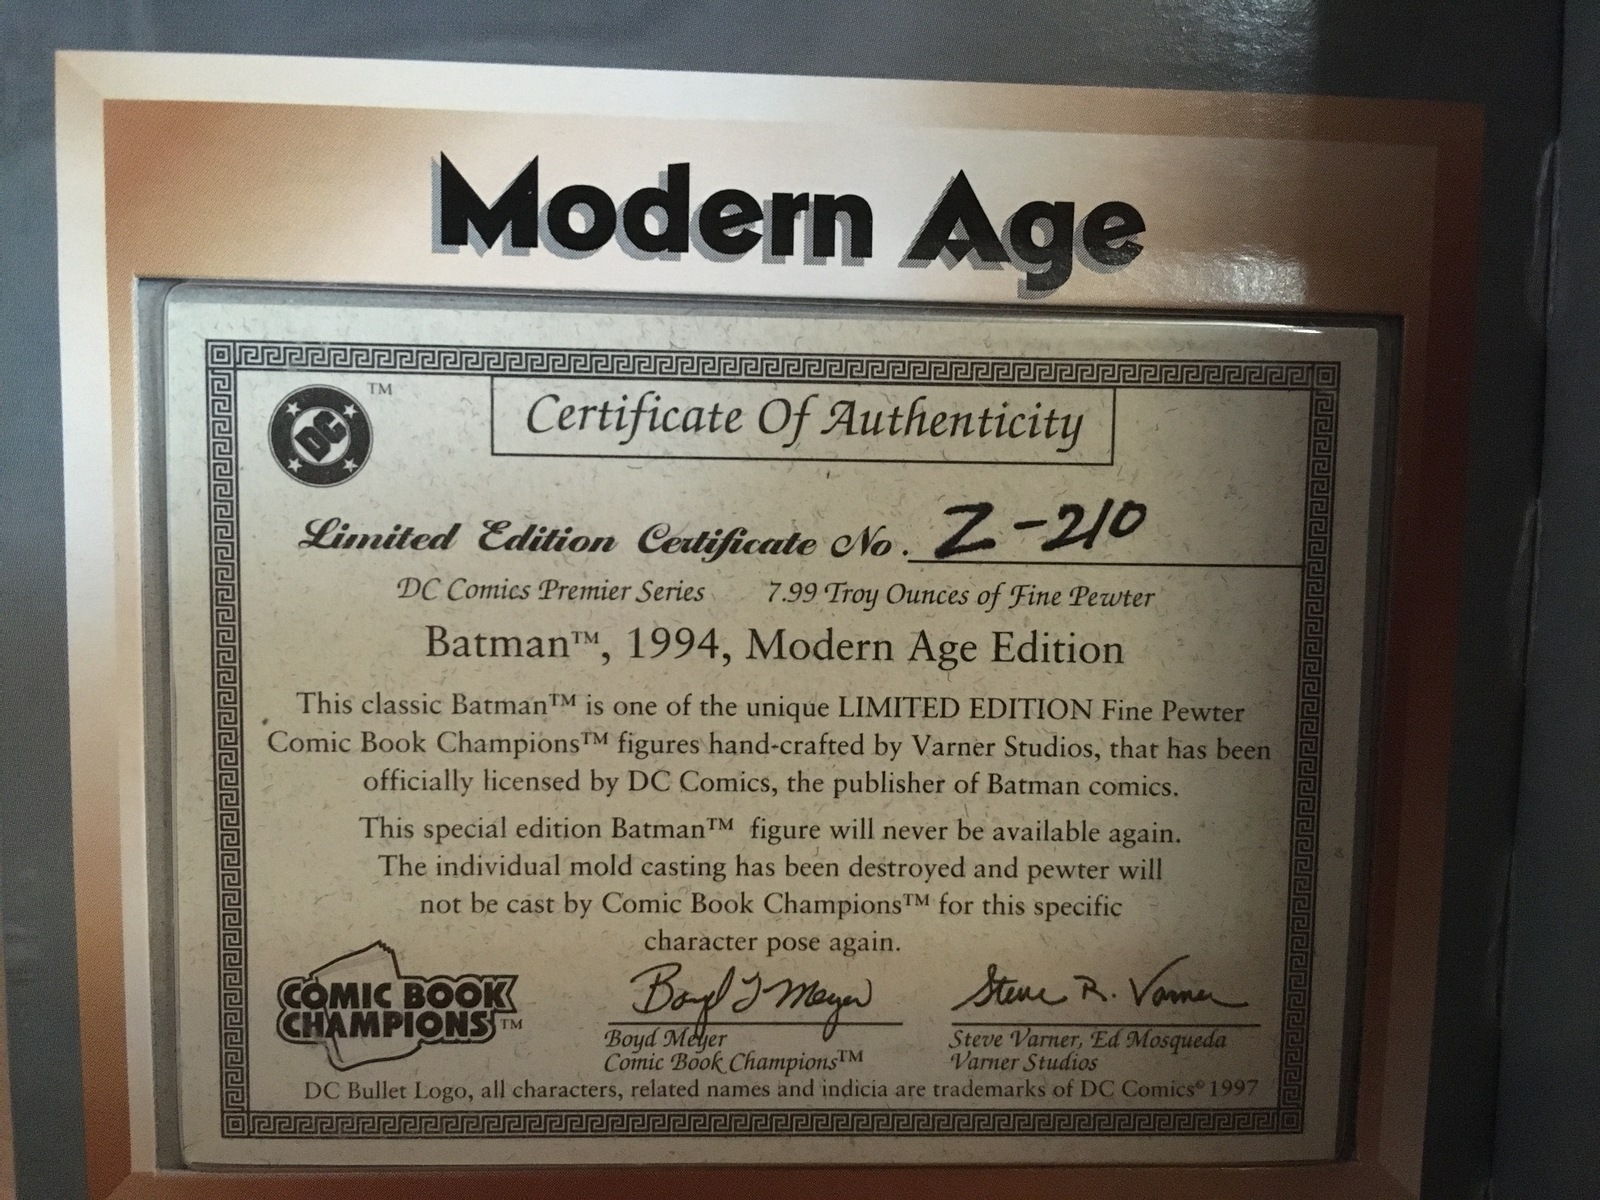 Modern Age
DC ™
Certificate Of Authenticity
Limited Edition Certificate No. Z-210
DC Comics Premier Series 7.99 Troy Ounces of Fine Pewter
Batman™, 1994, Modern Age Edition
This classic Batman™ is one of the unique LIMITED EDITION Fine Pewter
Comic Book Champions™ figures hand-crafted by Varner Studios, that has been
officially licensed by DC Comics, the publisher of Batman comics.
This special edition Batman™ figure will never be available again.
The individual mold casting has been destroyed and pewter will
not be cast by Comic Book Champions™ for this specific
character pose again.
COMIC BOOK
CHAMPIONS™
Boyd J Meyer
Boyd Meyer
Comic Book Champions™
Steve R. Varner
Steve Varner, Ed Mosqueda
Varner Studios
DC Bullet Logo, all characters, related names and indicia are trademarks of DC Comics© 1997